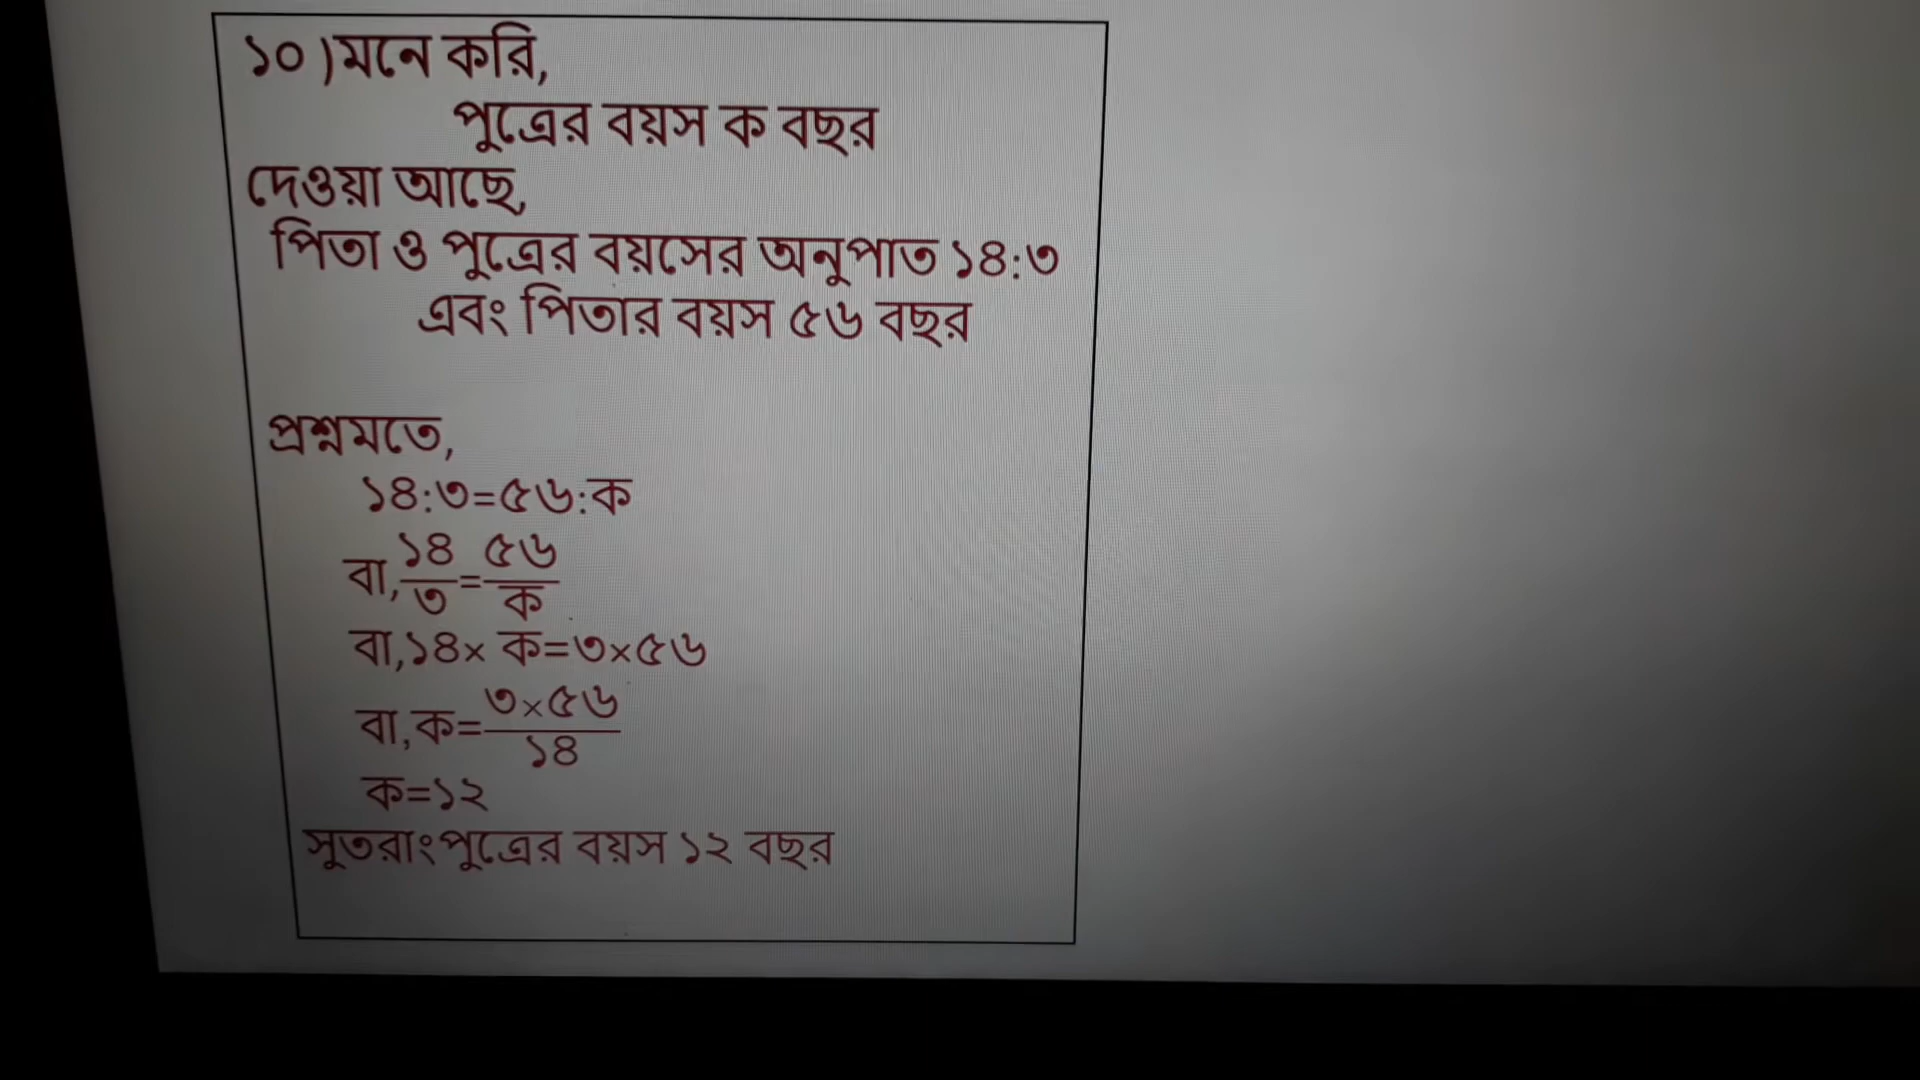 ১০ )মনে করি,
পুত্রের বয়স ক বছর
দেওয়া আছে,
পিতা ও পুত্রের বয়সের অনুপাত ১৪:৩
এবং পিতার বয়স ৫৬ বছর
প্রশ্নমতে,
১৪:৩=৫৬:ক
বা,১৪/৩=৫৬/ক
বা,১৪× ক=৩×৫৬
বা,ক=৩×৫৬/১৪
ক=১২
সুতরাংপুত্রের বয়স ১২ বছর